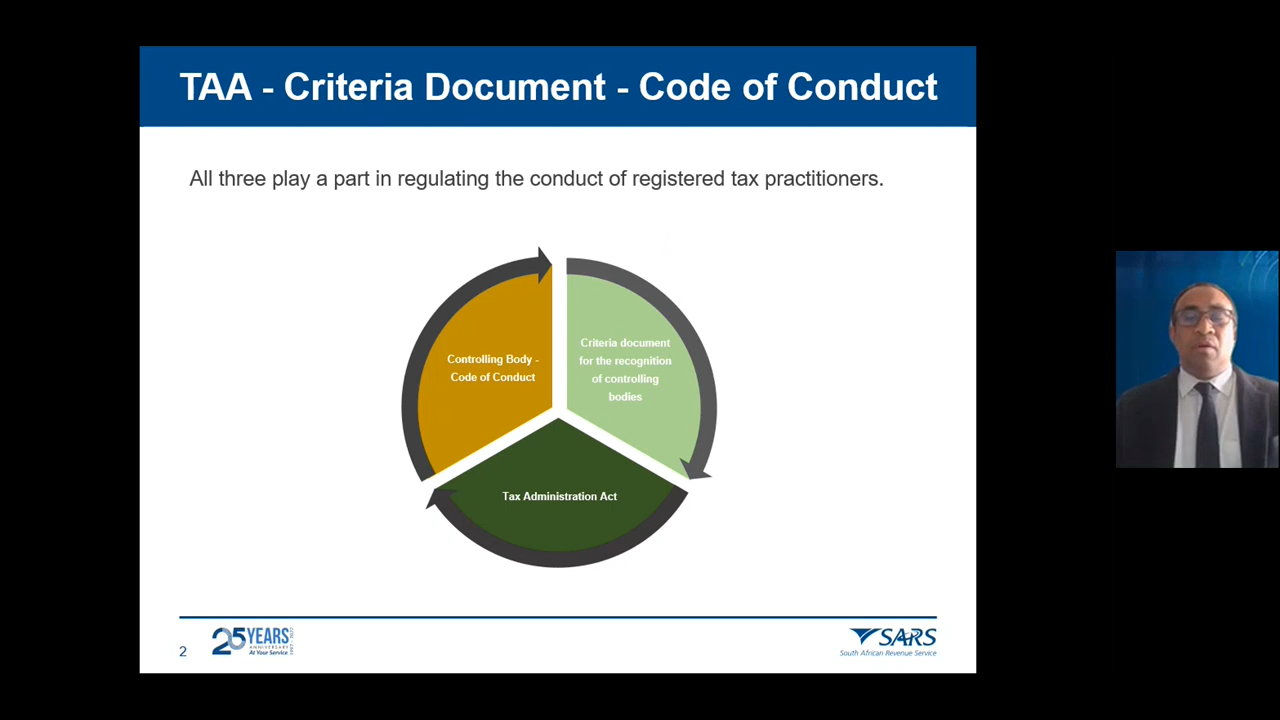 TAA - Criteria Document - Code of Conduct
All three play a part in regulating the conduct of registered tax practitioners.
Controlling Body -
Code of Conduct
Criteria document
for the recognition
of controlling
bodies
Tax Administration Act
2
25 YEARS
ANNIVERSARY
At Your Service
SARS
South African Revenue Service